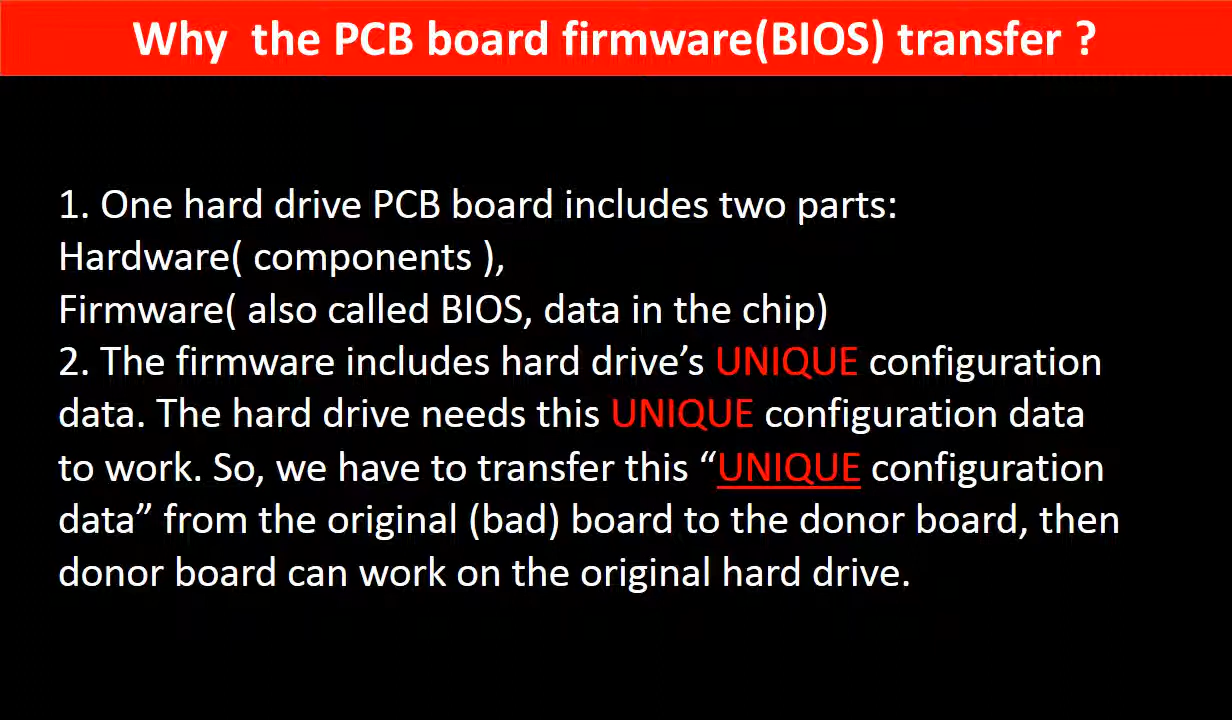 Why the PCB board firmware(BIOS) transfer ?
1. One hard drive PCB board includes two parts:
Hardware( components ),
Firmware( also called BIOS, data in the chip)
2. The firmware includes hard drive’s UNIQUE configuration
data. The hard drive needs this UNIQUE configuration data
to work. So, we have to transfer this “UNIQUE configuration
data” from the original (bad) board to the donor board, then
donor board can work on the original hard drive.